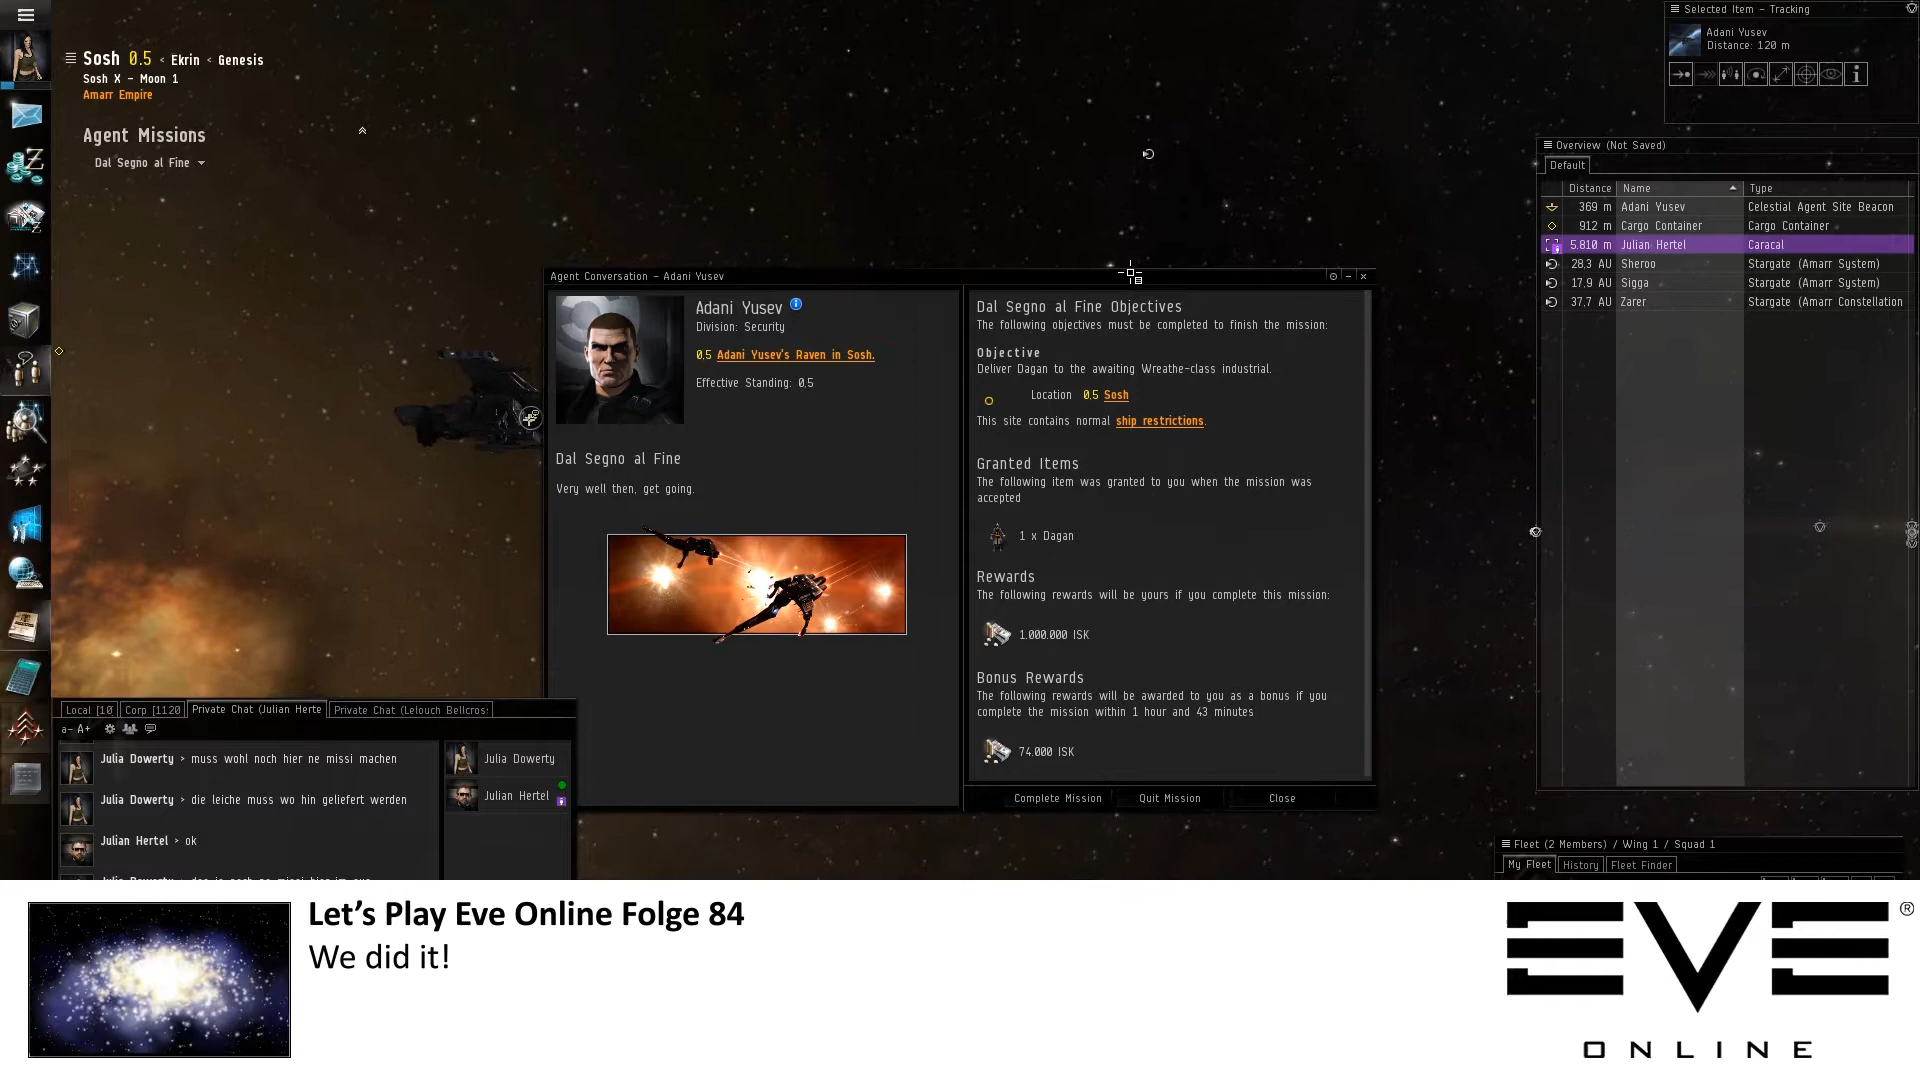 Sosh 0.5 < Ekrin < Genesis
Sosh X - Moon 1
Amarr Empire
Agent Missions
Dal Segno al Fine
Selected Item - Tracking
Adani Yusev
Distance: 120 m
Overview (Not Saved)
Default
Distance Name Type
369 m Adani Yusev Celestial Agent Site Beacon
912 m Cargo Container Cargo Container
5.810 m Julian Hertel Caracal
28,3 AU Sheroo Stargate (Amarr System)
17,9 AU Sigga Stargate (Amarr System)
37,7 AU Zarer Stargate (Amarr Constellation
Agent Conversation - Adani Yusev
Adani Yusev
Division: Security
0,5 Adani Yusev's Raven in Sosh.
Effective Standing: 0,5
Dal Segno al Fine
Very well then, get going.
Dal Segno al Fine Objectives
The following objectives must be completed to finish the mission:
Objective
Deliver Dagan to the awaiting Wreathe-class industrial.
Location 0,5 Sosh
This site contains normal ship restrictions.
Granted Items
The following item was granted to you when the mission was
accepted
1 x Dagan
Rewards
The following rewards will be yours if you complete this mission:
1.000.000 ISK
Bonus Rewards
The following rewards will be awarded to you as a bonus if you
complete the mission within 1 hour and 43 minutes
74.000 ISK
Complete Mission Quit Mission Close
Local [10 Corp [1120 Private Chat (Julian Herte Private Chat (Lelouch Bellcros
a- A+
Julia Dowerty > muss wohl noch hier ne missi machen
Julia Dowerty > die leiche muss wo hin geliefert werden
Julian Hertel > ok
Julia Dowerty
Julian Hertel
Fleet (2 Members) / Wing 1 / Squad 1
My Fleet History Fleet Finder
Let's Play Eve Online Folge 84
We did it!
EVE ®
ONLINE